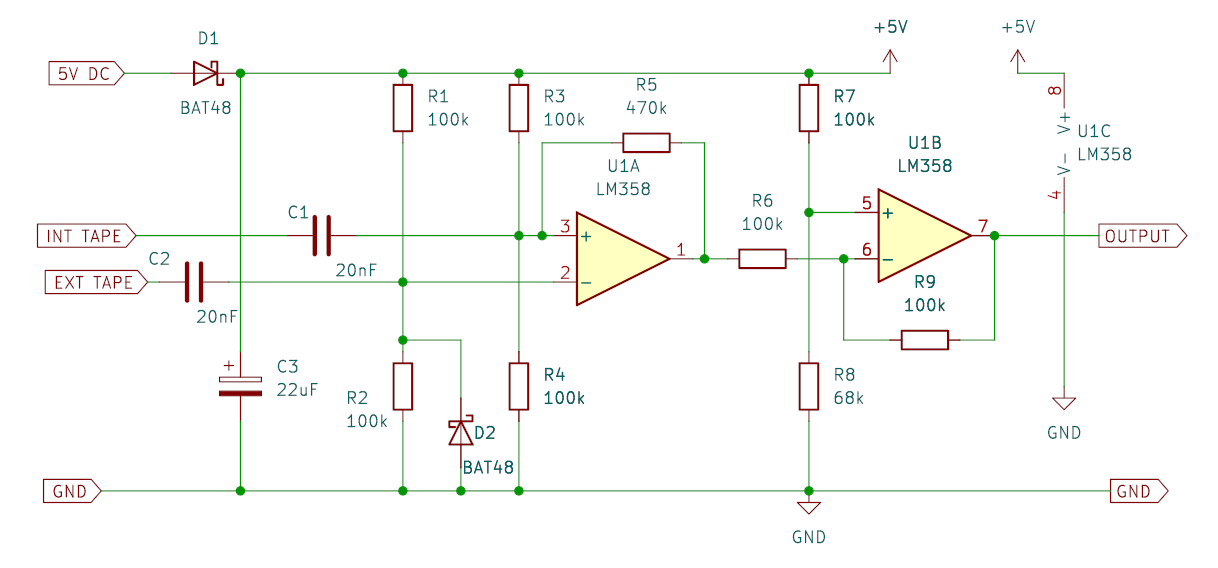 +5V
+5V
D1
5V DC
BAT48
R1
100k
R3
100k
R5
470k
R7
100k
8
V+
V-
4
U1C
LM358
U1A
LM358
U1B
LM358
C1
20nF
INT TAPE
C2
EXT TAPE
20nF
3
+
2
−
1
R6
100k
5
+
6
−
7
OUTPUT
R9
100k
+
C3
22uF
R2
100k
R4
100k
R8
68k
D2
BAT48
GND
GND
GND
GND